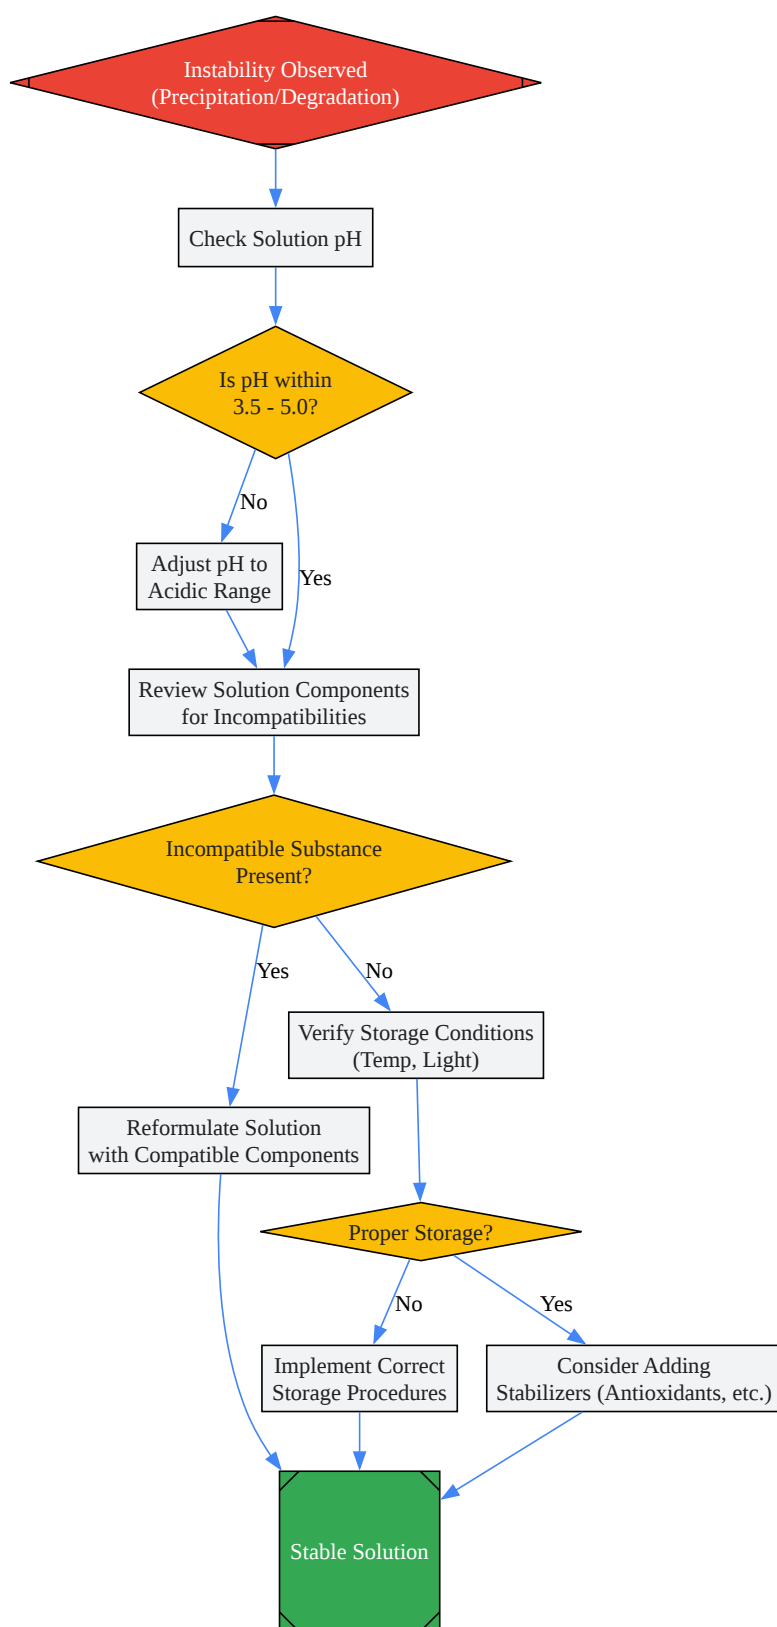 Instability Observed
(Precipitation/Degradation)
Check Solution pH
Is pH within
3.5 - 5.0?
No
Adjust pH to
Acidic Range
Yes
Review Solution Components
for Incompatibilities
Incompatible Substance
Present?
Yes
No
Verify Storage Conditions
(Temp, Light)
Reformulate Solution
with Compatible Components
Proper Storage?
No
Yes
Implement Correct
Storage Procedures
Consider Adding
Stabilizers (Antioxidants, etc.)
Stable Solution